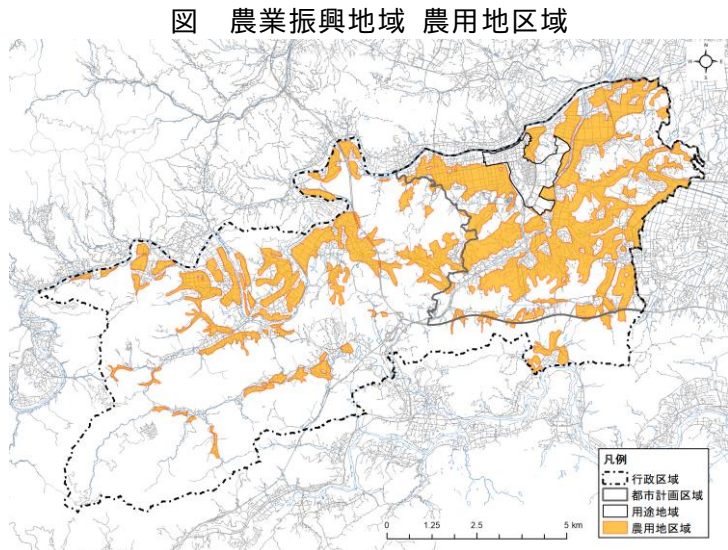 図 農業振興地域 農用地区域
N
W E
S
凡例
行政区域
都市計画区域
用途地域
農用地区域
0 1.25 2.5 5 km